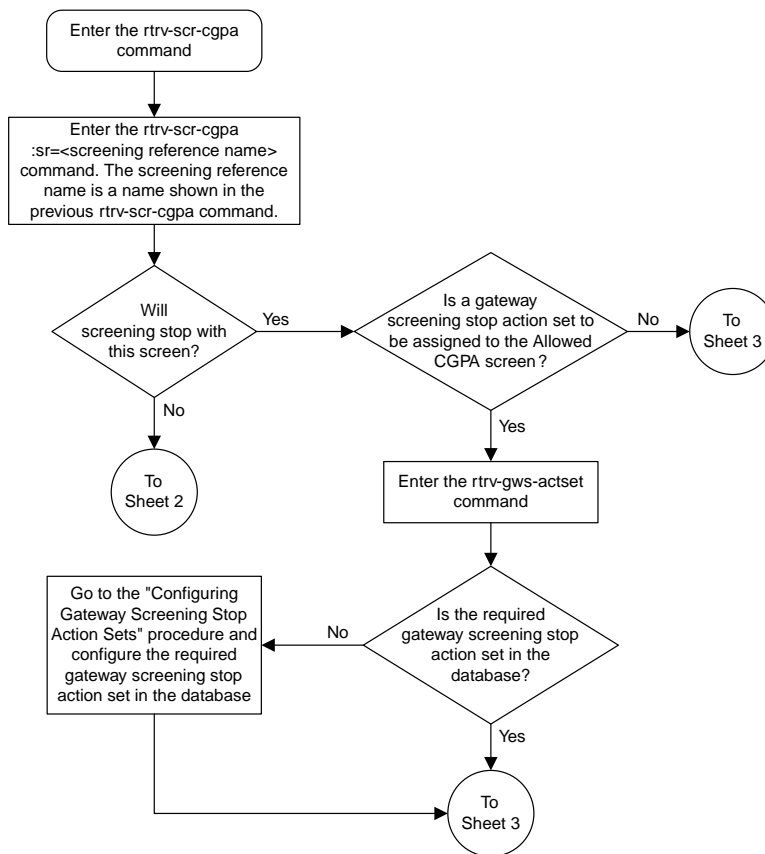 Enter the rtrv-scr-cgpa
command
Enter the rtrv-scr-cgpa
:sr=<screening reference name>
command. The screening reference
name is a name shown in the
previous rtrv-scr-cgpa command.
Will
screening stop with
this screen?
Yes
No
To
Sheet 2
Is a gateway
screening stop action set to
be assigned to the Allowed
CGPA screen?
No
To
Sheet 3
Yes
Enter the rtrv-gws-actset
command
Is the required
gateway screening stop
action set in the
database?
No
Go to the "Configuring
Gateway Screening Stop
Action Sets" procedure and
configure the required
gateway screening stop
action set in the database
Yes
To
Sheet 3